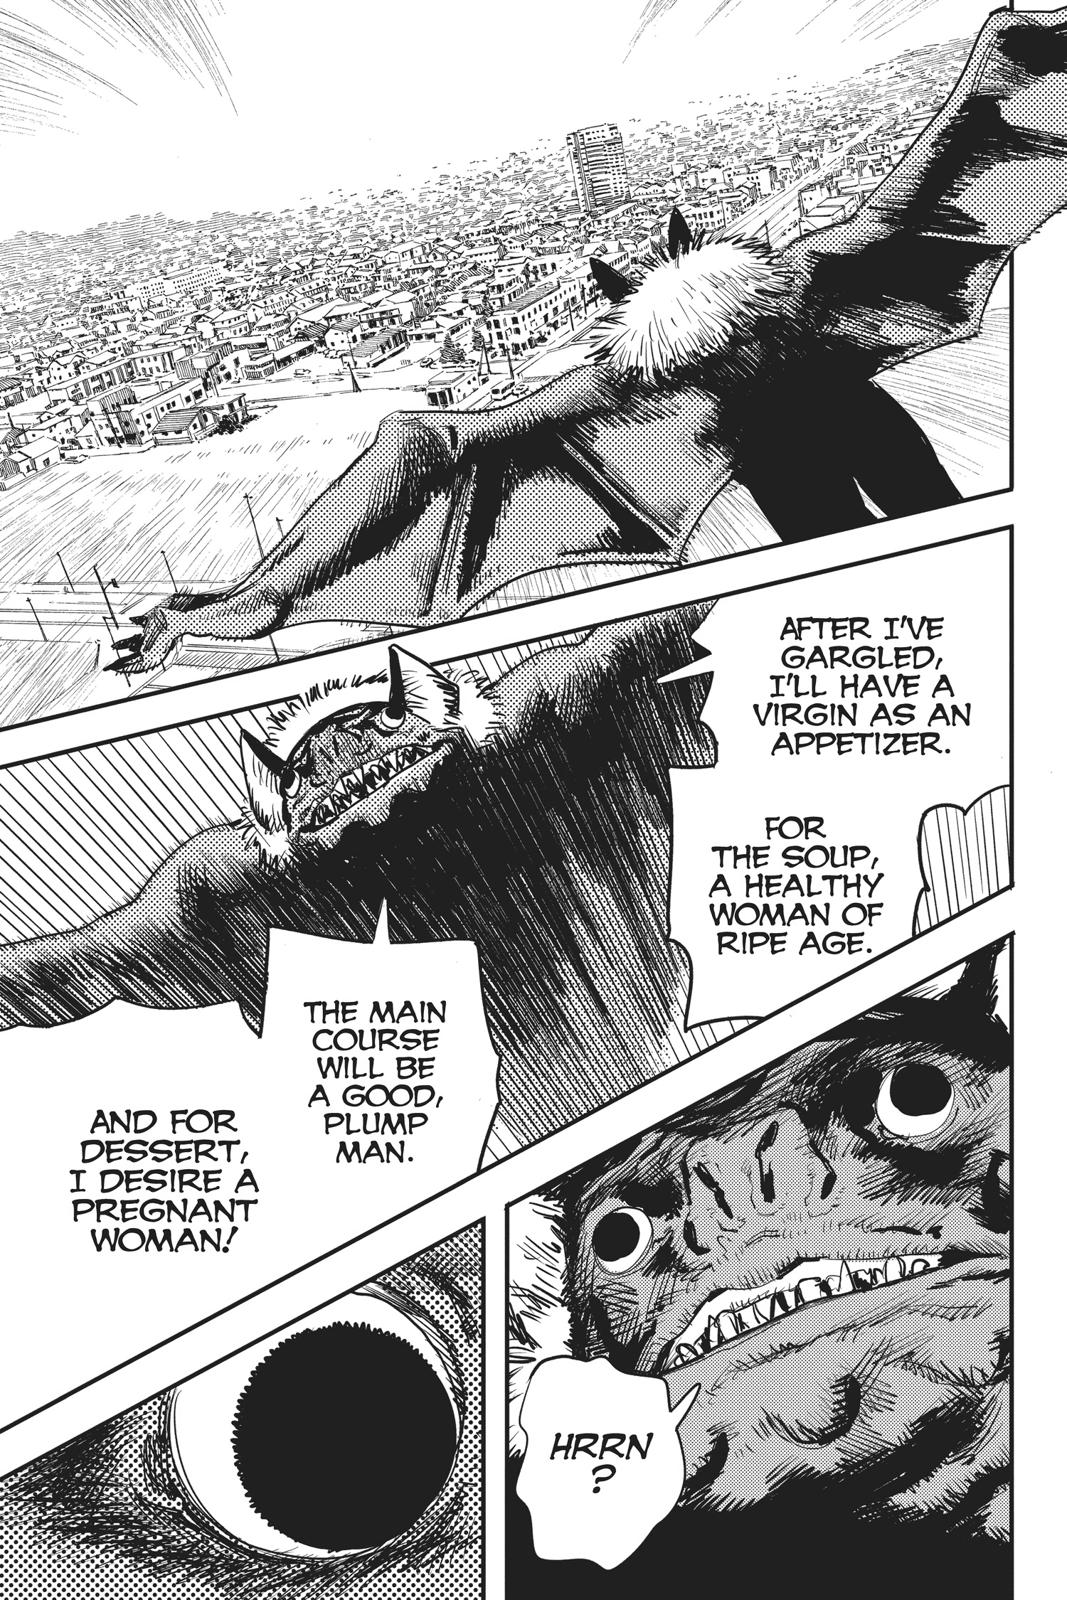 AFTER I'VE
GARGLED,
I'LL HAVE A
VIRGIN AS AN
APPETIZER.
FOR
THE SOUP,
A HEALTHY
WOMAN OF
RIPE AGE.
THE MAIN
COURSE
WILL BE
A GOOD,
PLUMP
MAN.
AND FOR
DESSERT,
I DESIRE A
PREGNANT
WOMAN!
HRRN
?